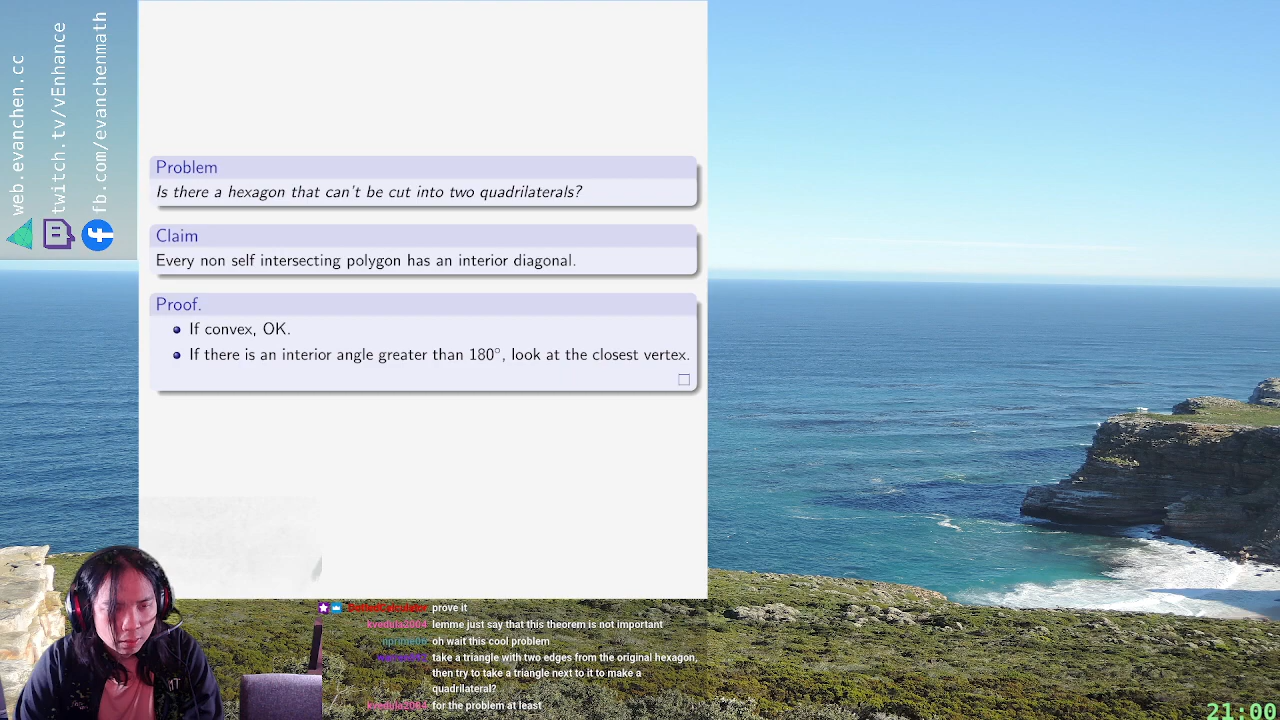 web.evanchen.cc
twitch.tv/vEnhance
fb.com/evanchenmath
Problem
Is there a hexagon that can't be cut into two quadrilaterals?
Claim
Every non self intersecting polygon has an interior diagonal.
Proof.
If convex, OK.
If there is an interior angle greater than 180°, look at the closest vertex.
prove it
kvedula2004: lemme just say that this theorem is not important
oh wait this cool problem
take a triangle with two edges from the original hexagon,
then try to take a triangle next to it to make a
quadrilateral?
kvedula2004: for the problem at least
21:00